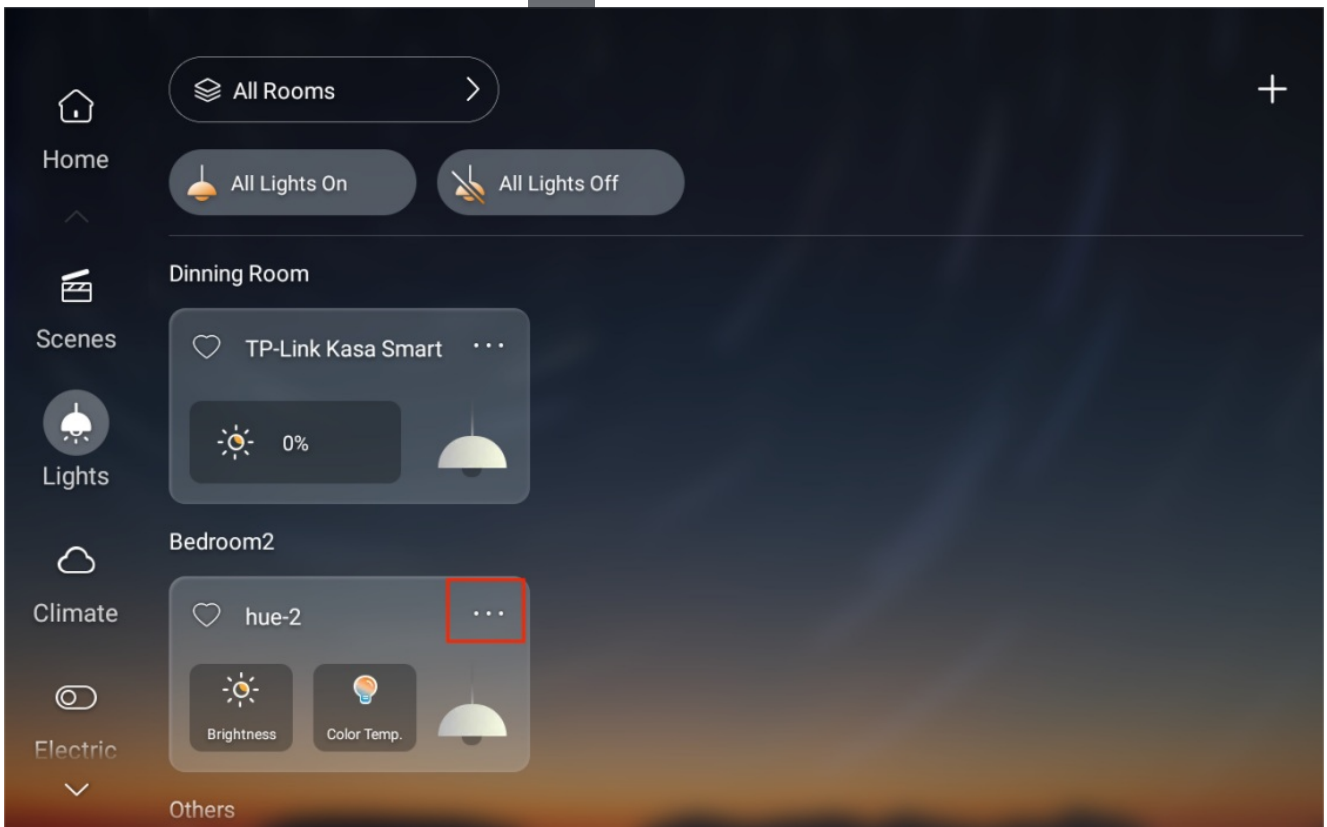 All Rooms
Home
All Lights On
All Lights Off
Dinning Room
Scenes
TP-Link Kasa Smart
0%
Lights
Bedroom2
Climate
hue-2
Brightness
Color Temp.
Electric
Others